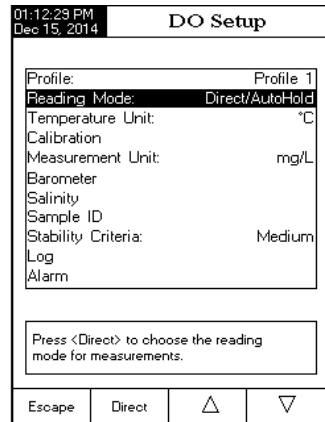 01:12:29 PM
Dec 15, 2014
DO Setup
Profile: Profile 1
Reading Mode: Direct/AutoHold
Temperature Unit: °C
Calibration
Measurement Unit: mg/L
Barometer
Salinity
Sample ID
Stability Criteria: Medium
Log
Alarm
Press <Direct> to choose the reading
mode for measurements.
Escape Direct △ ▽